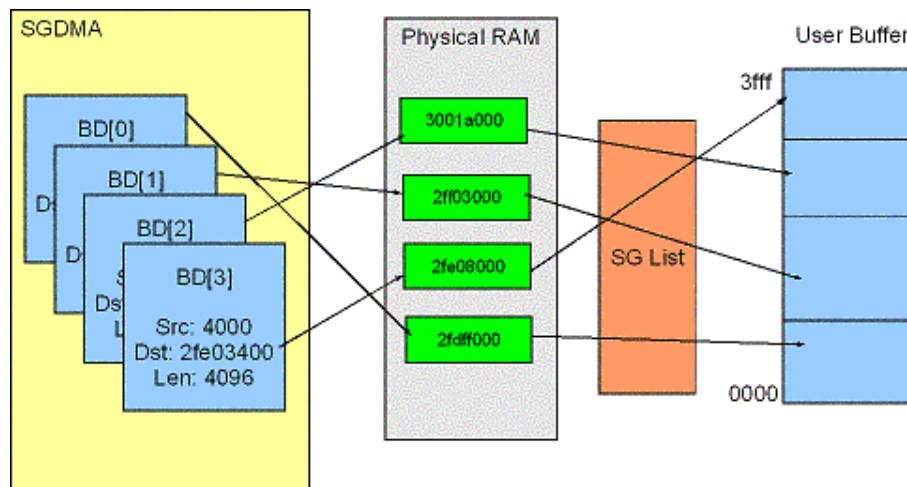 SGDMA
BD[0]
BD[1]
BD[2]
BD[3]
Src: 4000
Dst: 2fe03400
Len: 4096
Physical RAM
3001a000
2ff03000
2fe08000
2fdff000
SG List
User Buffer
3fff
0000